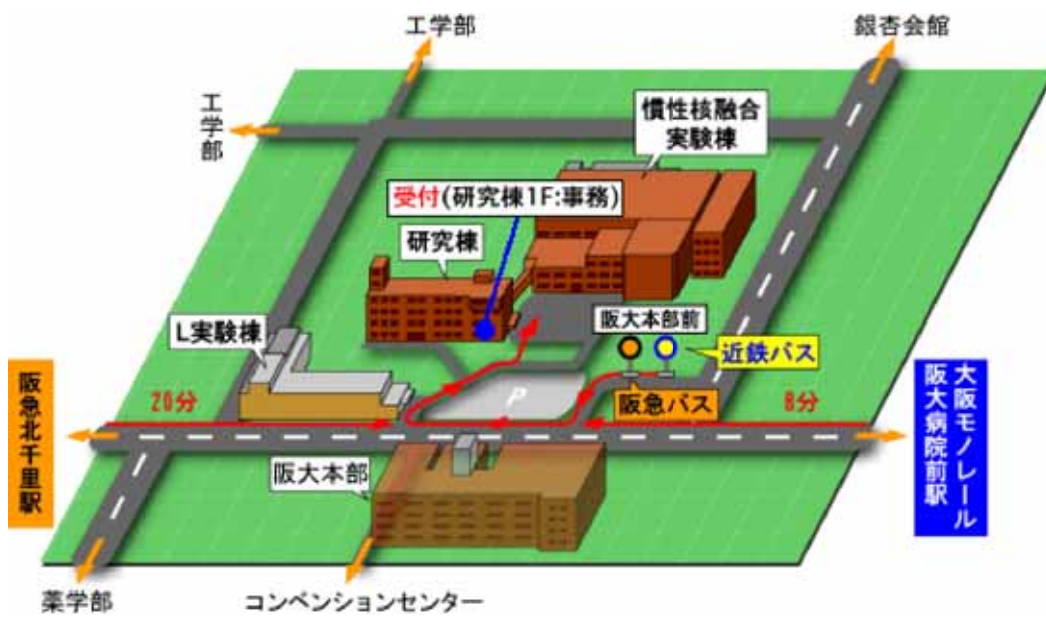 工学部
銀杏会館
工学部
慣性核融合
実験棟
受付(研究棟1F:事務)
研究棟
阪大本部前
L実験棟
近鉄バス
阪急バス
20分
P
8分
阪急北千里駅
大阪モノレール
阪大病院前駅
阪大本部
薬学部
コンベンションセンター